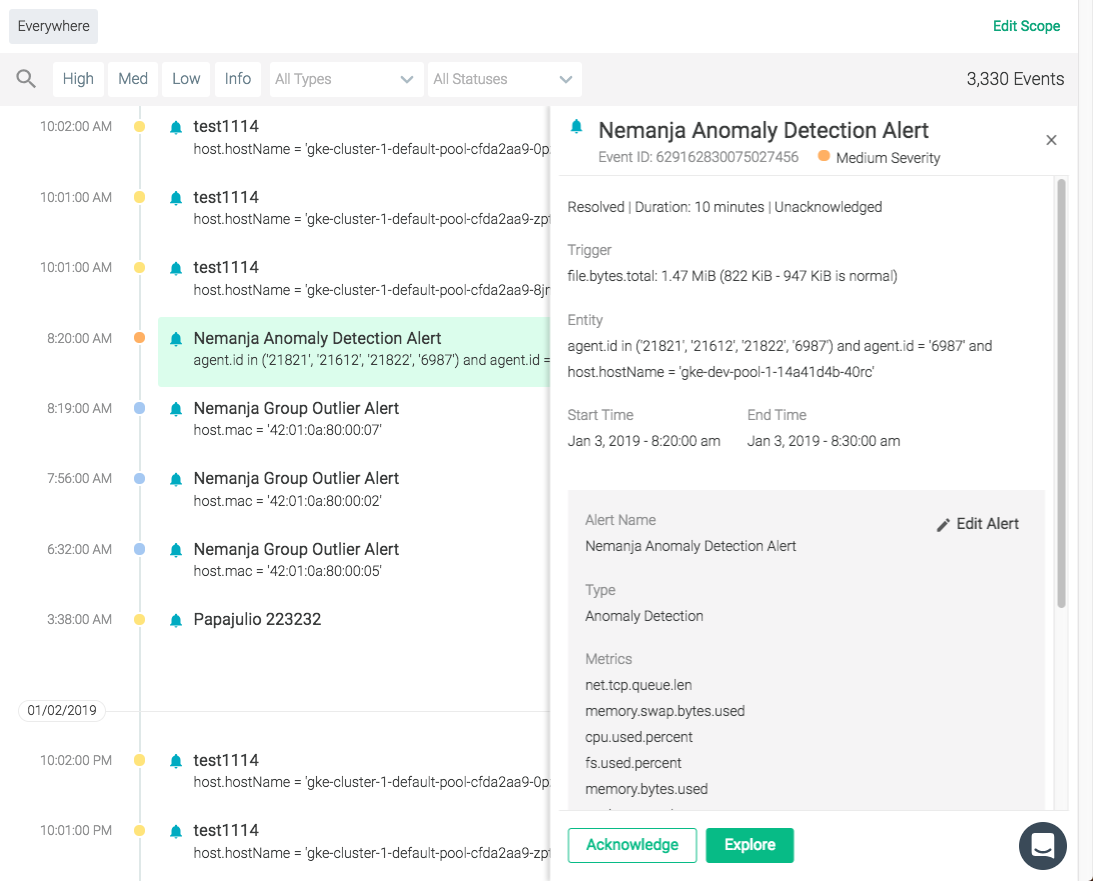 Everywhere
Edit Scope
High Med Low Info All Types All Statuses 3,330 Events
10:02:00 AM test1114
host.hostName = 'gke-cluster-1-default-pool-cfda2aa9-0p
10:01:00 AM test1114
host.hostName = 'gke-cluster-1-default-pool-cfda2aa9-zp
10:01:00 AM test1114
host.hostName = 'gke-cluster-1-default-pool-cfda2aa9-8j
8:20:00 AM Nemanja Anomaly Detection Alert
agent.id in ('21821', '21612', '21822', '6987') and agent.id =
8:19:00 AM Nemanja Group Outlier Alert
host.mac = '42:01:0a:80:00:07'
7:56:00 AM Nemanja Group Outlier Alert
host.mac = '42:01:0a:80:00:02'
6:32:00 AM Nemanja Group Outlier Alert
host.mac = '42:01:0a:80:00:05'
3:38:00 AM Papajulio 223232
01/02/2019
10:02:00 PM test1114
host.hostName = 'gke-cluster-1-default-pool-cfda2aa9-0p
10:01:00 PM test1114
host.hostName = 'gke-cluster-1-default-pool-cfda2aa9-zp
Nemanja Anomaly Detection Alert
Event ID: 629162830075027456 Medium Severity
Resolved | Duration: 10 minutes | Unacknowledged
Trigger
file.bytes.total: 1.47 MiB (822 KiB - 947 KiB is normal)
Entity
agent.id in ('21821', '21612', '21822', '6987') and agent.id = '6987' and
host.hostName = 'gke-dev-pool-1-14a41d4b-40rc'
Start Time End Time
Jan 3, 2019 - 8:20:00 am Jan 3, 2019 - 8:30:00 am
Alert Name
Edit Alert
Nemanja Anomaly Detection Alert
Type
Anomaly Detection
Metrics
net.tcp.queue.len
memory.swap.bytes.used
cpu.used.percent
fs.used.percent
memory.bytes.used
Acknowledge Explore